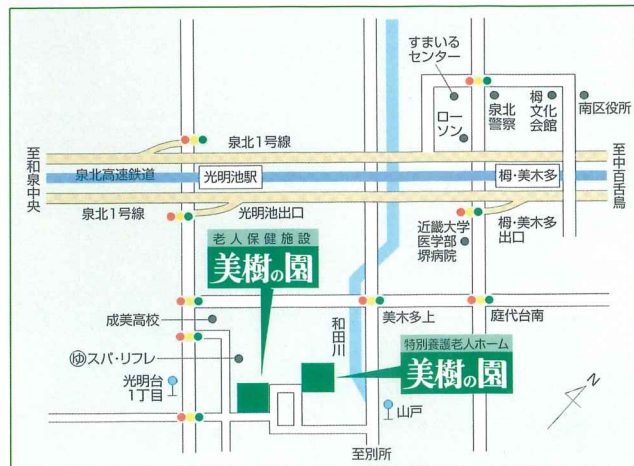 すまいる
センター
ローソン
泉北
警察
栂
文化
会館
南区役所
泉北1号線
至和泉中央
泉北高速鉄道
光明池駅
栂・美木多
至中百舌鳥
泉北1号線
光明池出口
栂・美木多
出口
近畿大学
医学部
堺病院
老人保健施設
美樹の園
成美高校
和田川
美木多上
庭代台南
ゆ スパ・リフレ
特別養護老人ホーム
美樹の園
光明台
1丁目
山戸
至別所
N